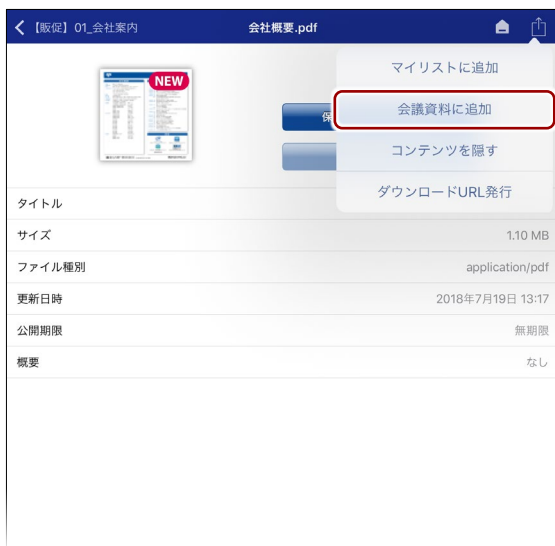 【販促】01_会社案内
会社概要.pdf
NEW
マイリストに追加
保
会議資料に追加
コンテンツを隠す
ダウンロードURL発行
タイトル
サイズ
1.10 MB
ファイル種別
application/pdf
更新日時
2018年7月19日 13:17
公開期限
無期限
概要
なし